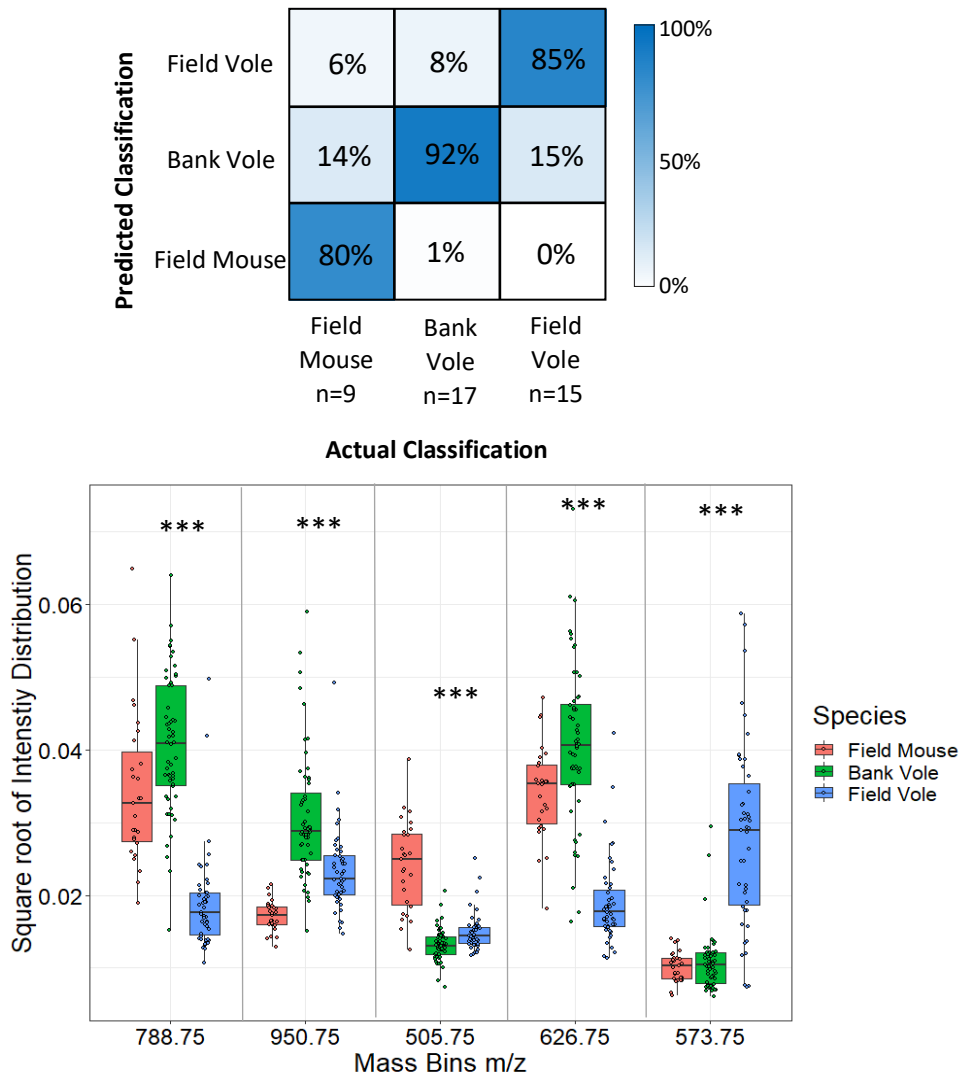 Predicted Classification
Field Vole
6%
8%
85%
Bank Vole
14%
92%
15%
Field Mouse
80%
1%
0%
100%
50%
0%
Field
Mouse
n=9
Bank
Vole
n=17
Field
Vole
n=15
Actual Classification
Square root of Intenstiy Distribution
0.06
0.04
0.02
***
***
***
***
***
788.75
950.75
505.75
626.75
573.75
Mass Bins m/z
Species
Field Mouse
Bank Vole
Field Vole